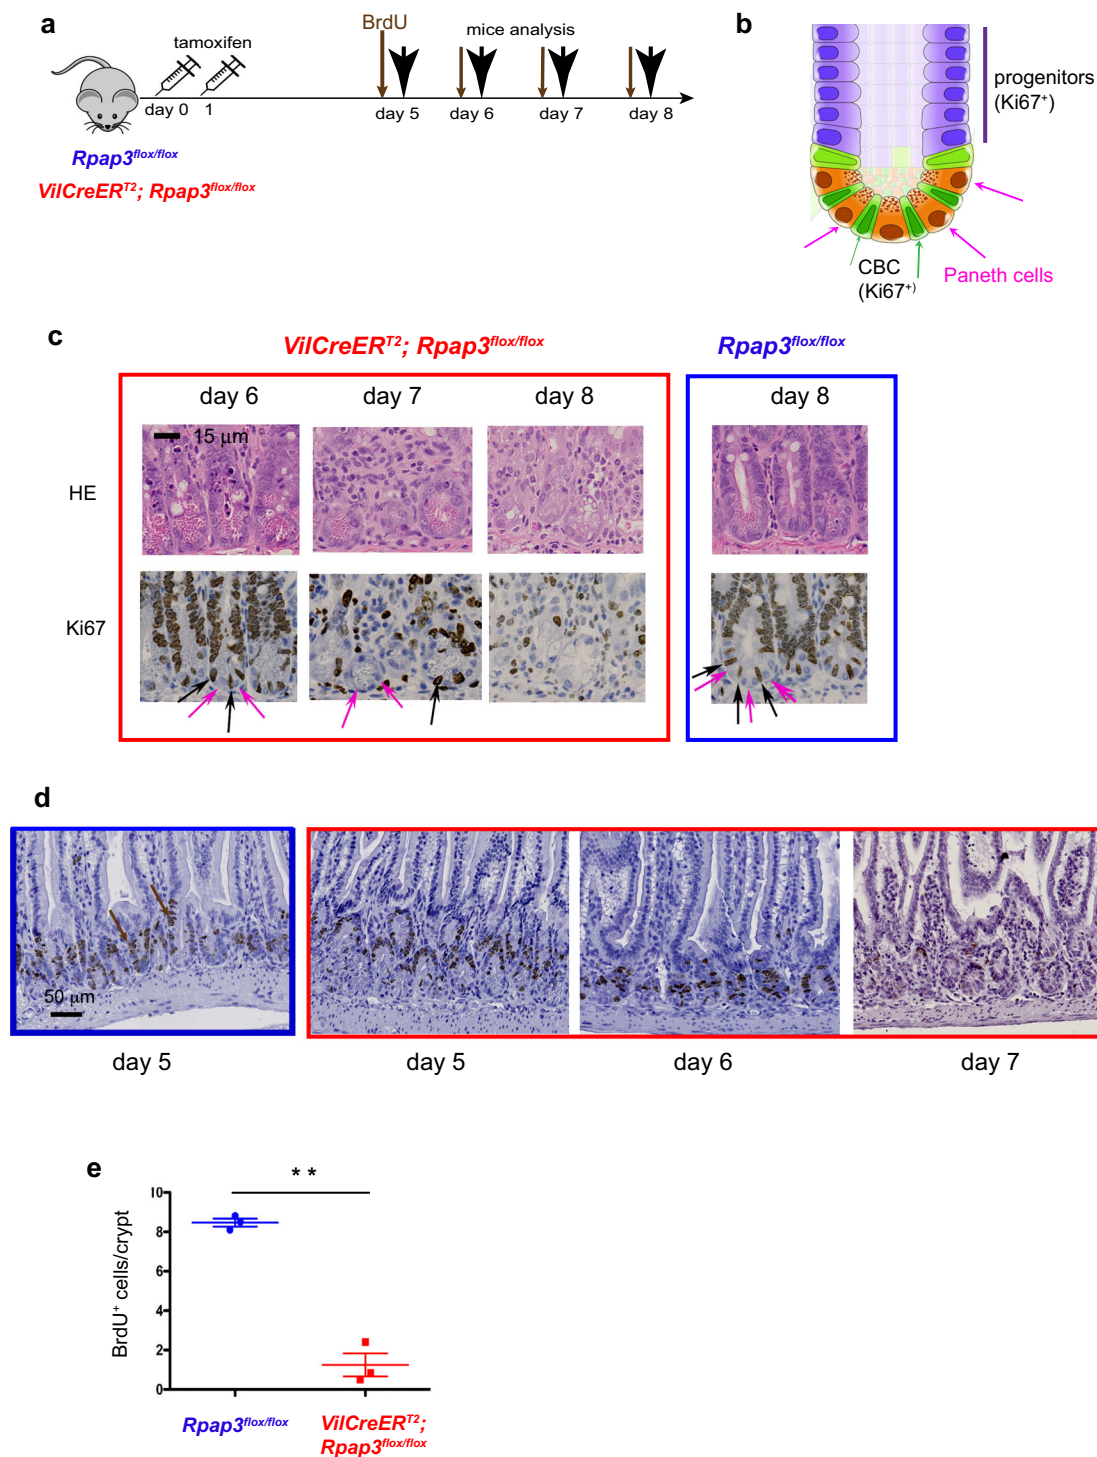 a
BrdU
mice analysis
tamoxifen
day 0 1
day 5
day 6
day 7
day 8
Rpap3flox/flox
VilCreERT2; Rpap3flox/flox
b
progenitors
(Ki67+)
CBC
(Ki67+)
Paneth cells
c
VilCreERT2; Rpap3flox/flox
Rpap3flox/flox
day 6
day 7
day 8
day 8
15 µm
HE
Ki67
d
50 µm
day 5
day 5
day 6
day 7
e
**
10
8
6
4
2
0
BrdU+ cells/crypt
Rpap3flox/flox
VilCreERT2;
Rpap3flox/flox